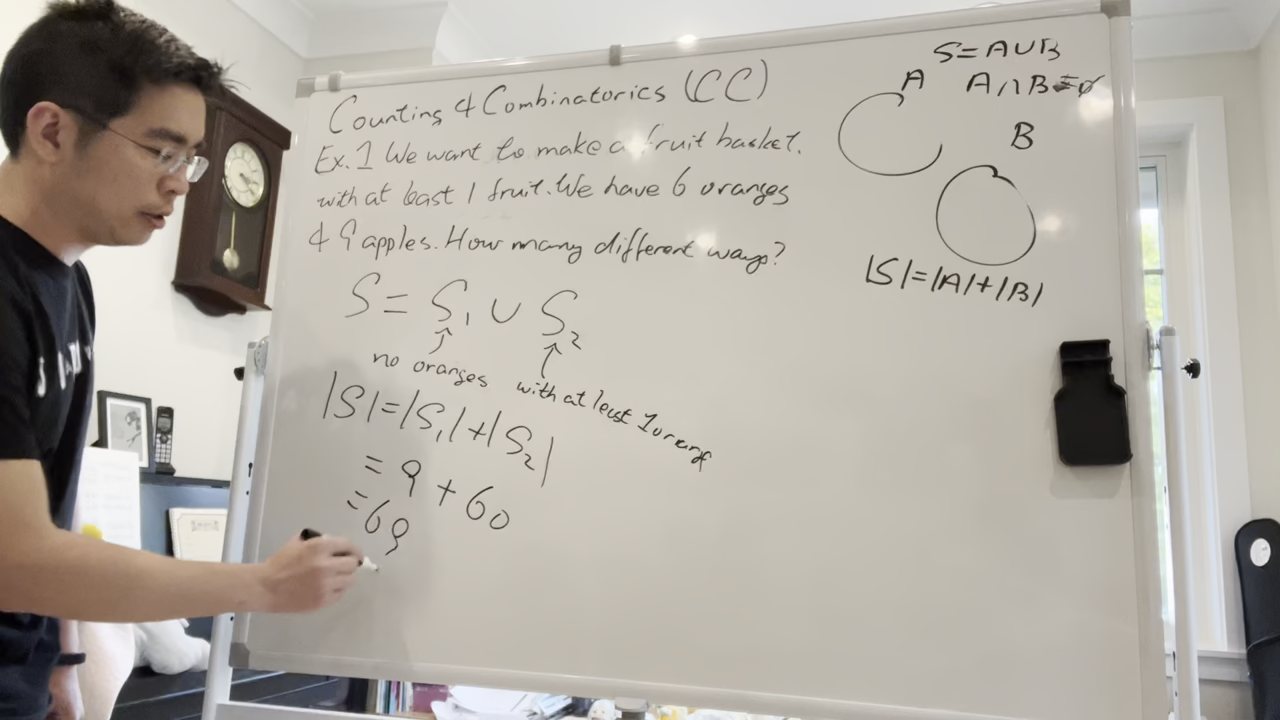 Counting & Combinatorics (CC)
Ex. 1 We want to make a fruit basket.
with at least 1 fruit. We have 6 oranges
& 9 apples. How many different ways?
S = S₁ ∪ S₂
no oranges
with at least 1 orange
|S|=|S₁|+|S₂|
= 9 + 60
= 69
S=A∪B
A A∩B=∅
B
|S|=|A|+|B|